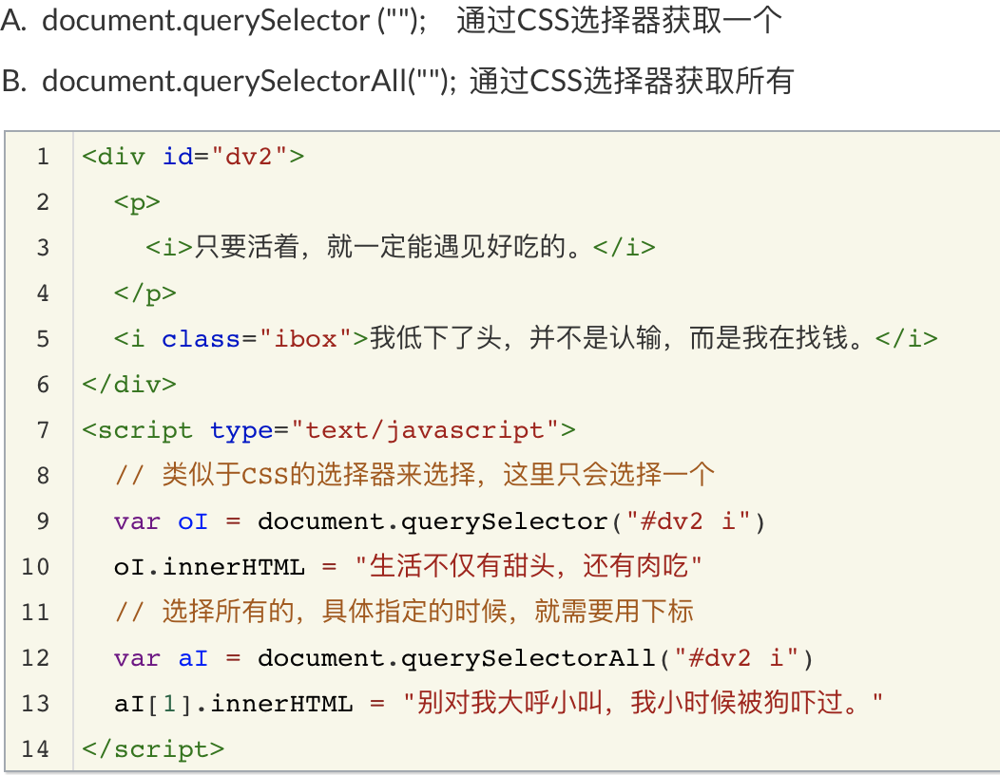 A. document.querySelector (""); 通过CSS选择器获取一个
B. document.querySelectorAll(""); 通过CSS选择器获取所有
1 <div id="dv2">
2 <p>
3 <i>只要活着，就一定能遇见好吃的。</i>
4 </p>
5 <i class="ibox">我低下了头，并不是认输，而是我在找钱。</i>
6 </div>
7 <script type="text/javascript">
8 // 类似于CSS的选择器来选择，这里只会选择一个
9 var oI = document.querySelector("#dv2 i")
10 oI.innerHTML = "生活不仅有甜头，还有肉吃"
11 // 选择所有的，具体指定的时候，就需要用下标
12 var aI = document.querySelectorAll("#dv2 i")
13 aI[1].innerHTML = "别对我大呼小叫，我小时候被狗吓过。"
14 </script>